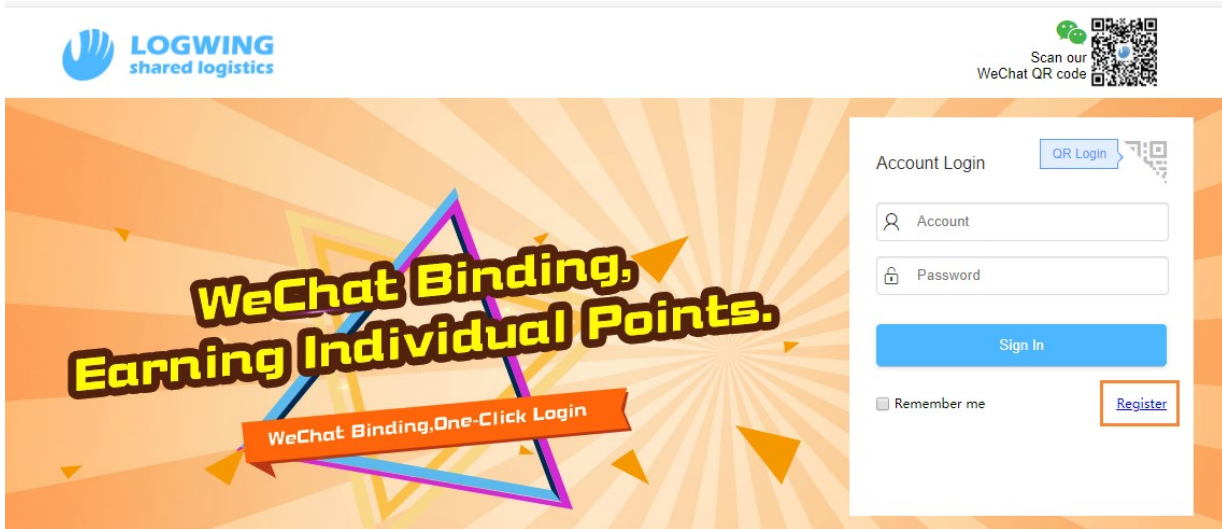 LOGWING
shared logistics
Scan our
WeChat QR code
Account Login
QR Login
Account
Password
Sign In
Remember me
Register
WeChat Binding,
Earning Individual Points.
WeChat Binding,One-Click Login